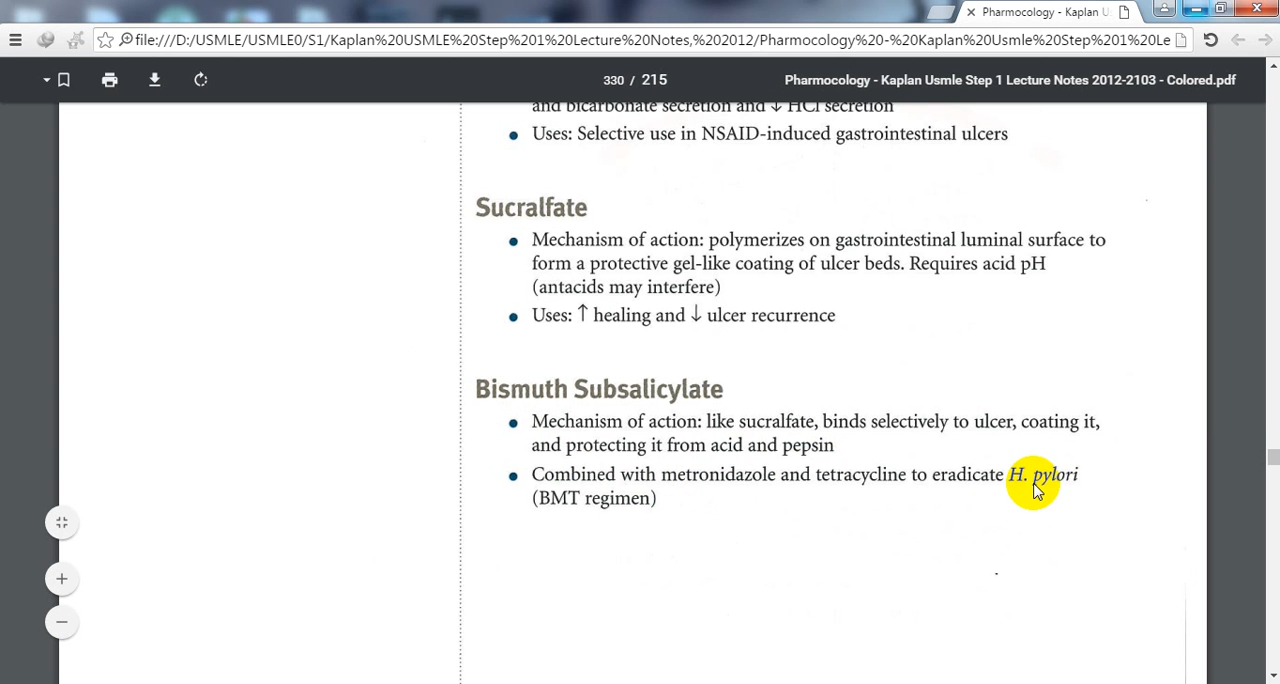 Pharmocology - Kaplan U
file:///D:/USMLE/USMLE0/S1/Kaplan%20USMLE%20Step%201%20Lecture%20Notes,%202012/Pharmocology%20-%20Kaplan%20Usmle%20Step%201%20Le
330 / 215
Pharmocology - Kaplan Usmle Step 1 Lecture Notes 2012-2103 - Colored.pdf
and bicarbonate secretion and ↓ HCl secretion
• Uses: Selective use in NSAID-induced gastrointestinal ulcers
Sucralfate
• Mechanism of action: polymerizes on gastrointestinal luminal surface to
form a protective gel-like coating of ulcer beds. Requires acid pH
(antacids may interfere)
• Uses: ↑ healing and ↓ ulcer recurrence
Bismuth Subsalicylate
• Mechanism of action: like sucralfate, binds selectively to ulcer, coating it,
and protecting it from acid and pepsin
• Combined with metronidazole and tetracycline to eradicate H. pylori
(BMT regimen)